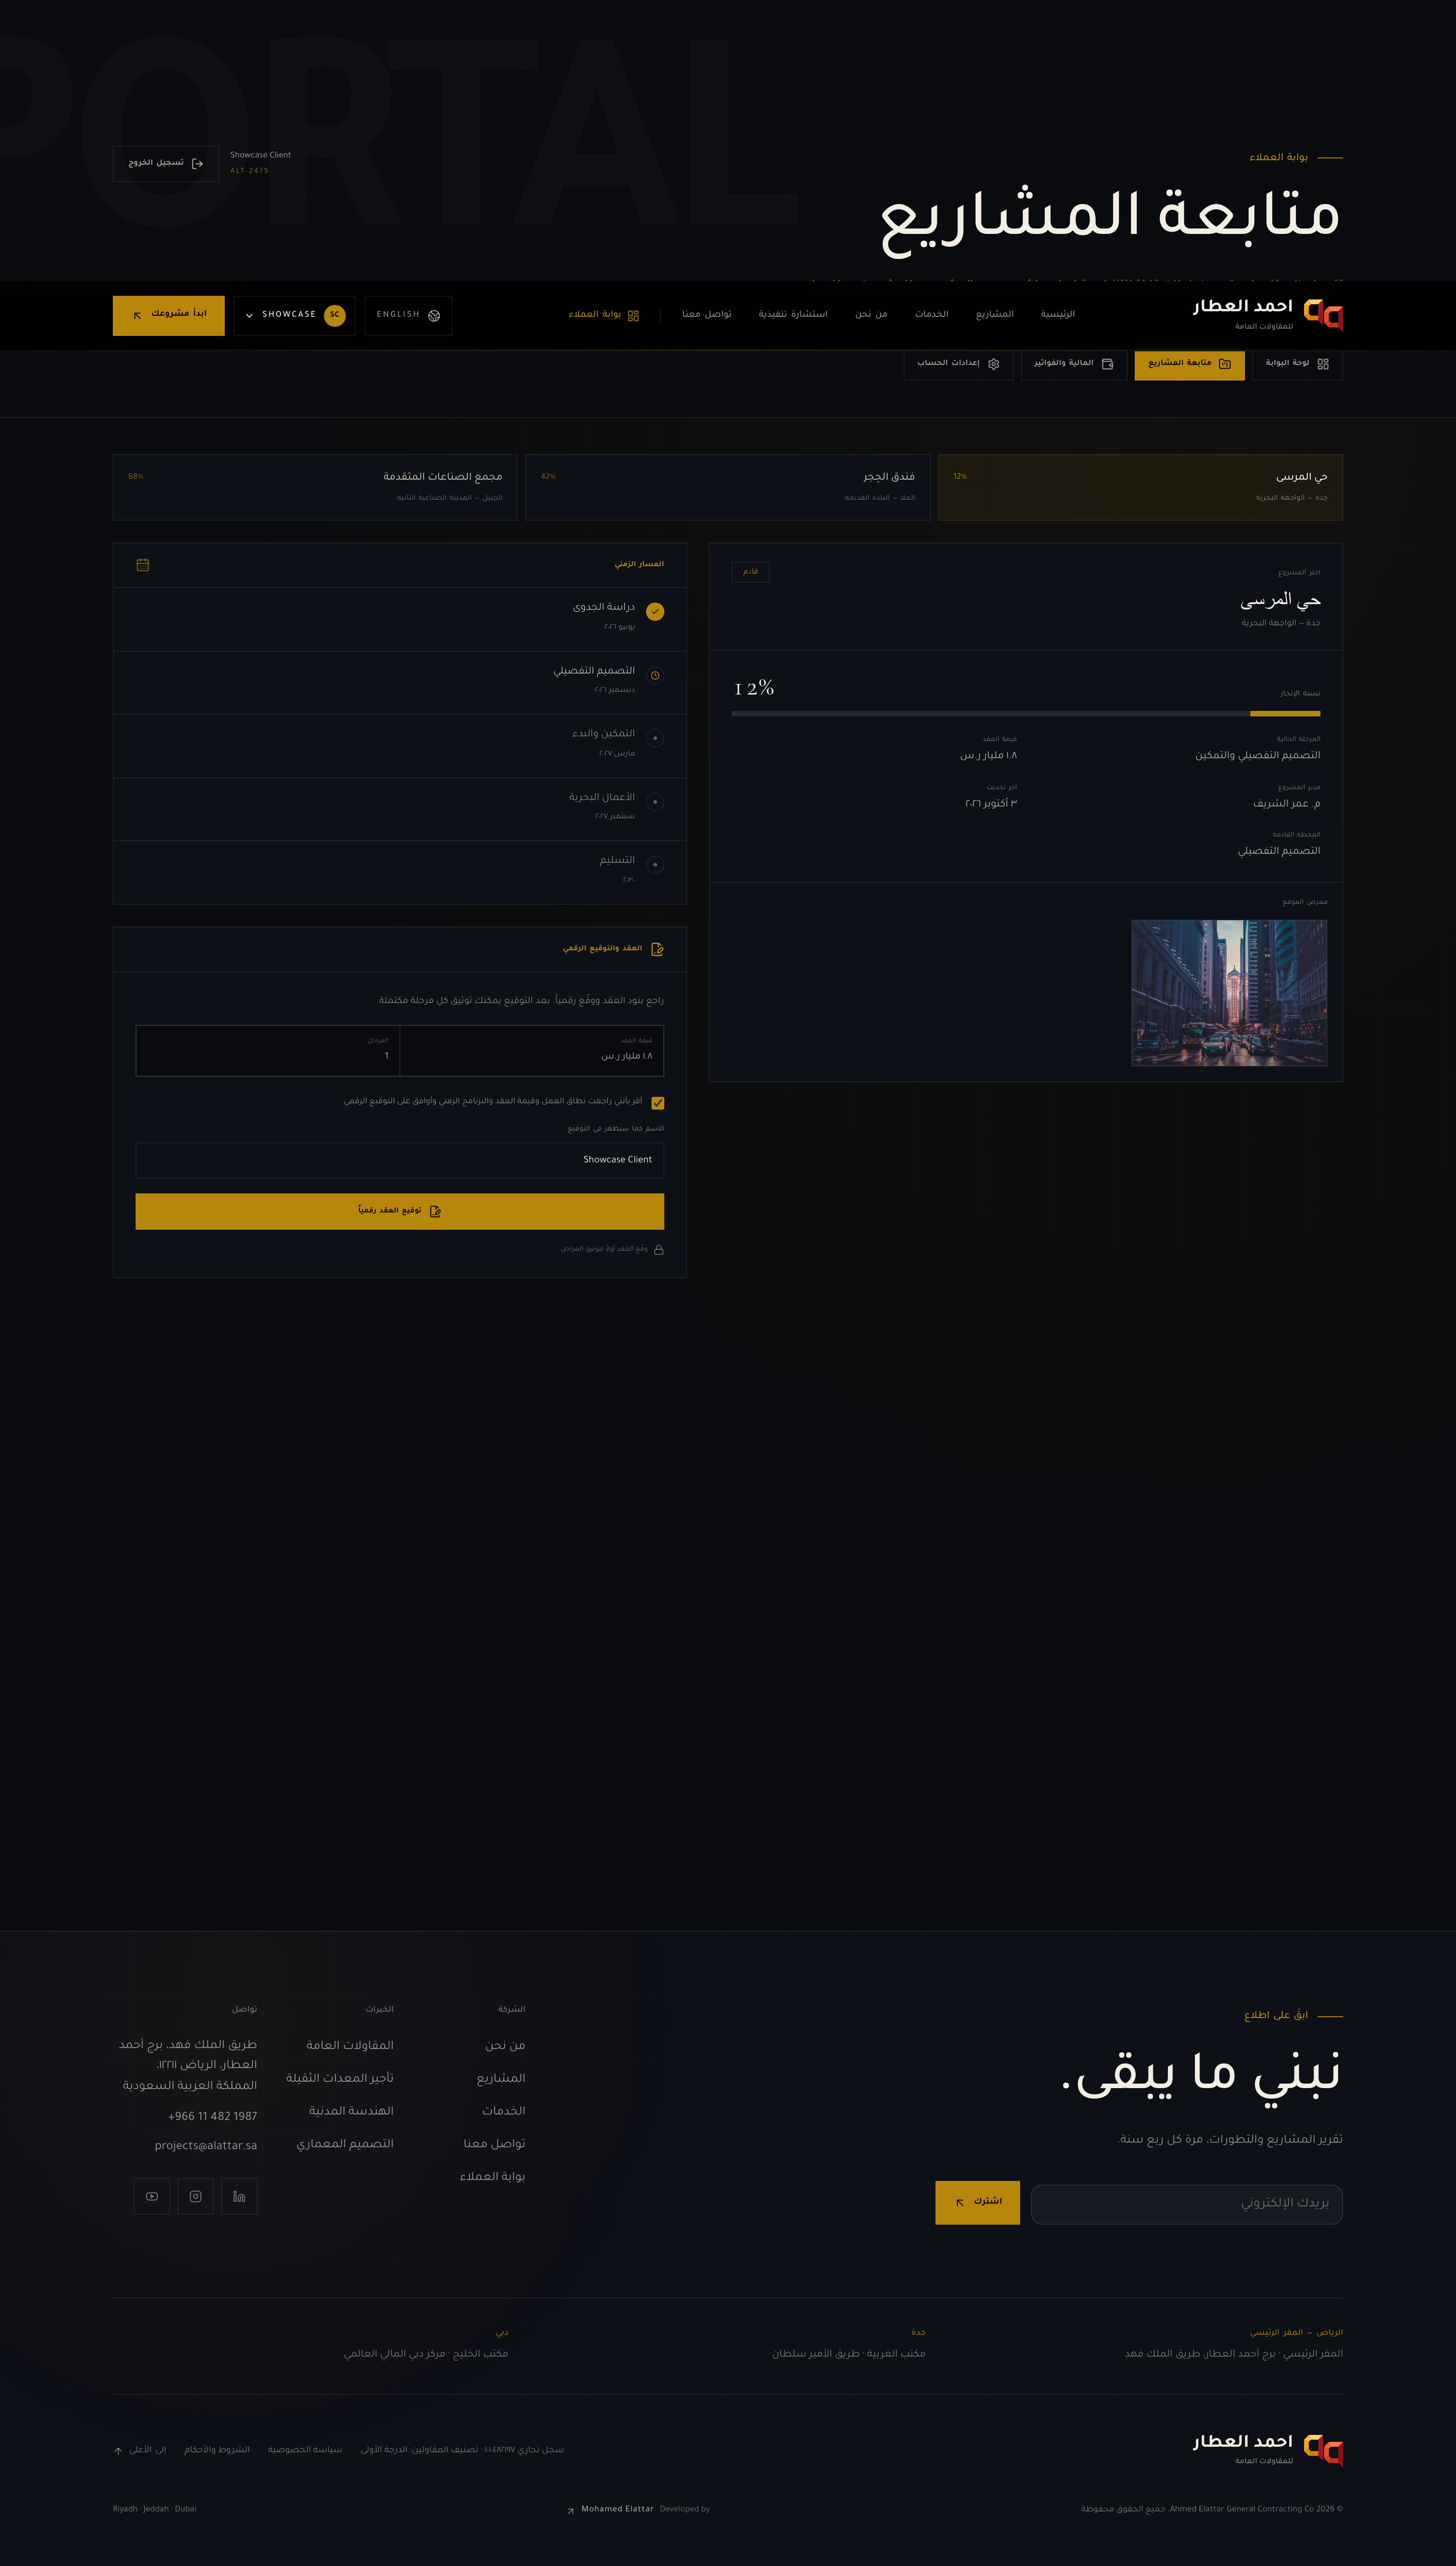 PORTAL
بوابة العملاء
متابعة المشاريع
Showcase Client
ALT-2475
تسجيل الخروج
احمد العطار
للمقاولات العامة
الرئيسية
المشاريع
الخدمات
من نحن
استشارة تنفيذية
تواصل معنا
بوابة العملاء
ENGLISH
SC SHOWCASE
ابدأ مشروعك
لوحة البوابة
متابعة المشاريع
المالية والفواتير
إعدادات الحساب
حي المرسى
12%
جدة — الواجهة البحرية
فندق الحِجر
42%
العلا — البلدة القديمة
مجمع الصناعات المتقدمة
68%
الجبيل — المدينة الصناعية الثانية
اختر المشروع
قادم
حي المرسى
جدة — الواجهة البحرية
نسبة الإنجاز
12%
المرحلة الحالية
التصميم التفصيلي والتمكين
قيمة العقد
١.٨ مليار ر.س
مدير المشروع
م. عمر الشريف
آخر تحديث
٣ أكتوبر ٢٠٢٦
المحطة القادمة
التصميم التفصيلي
معرض الموقع
المسار الزمني
دراسة الجدوى
يونيو ٢٠٢٦
التصميم التفصيلي
ديسمبر ٢٠٢٦
التمكين والبدء
مارس ٢٠٢٧
الأعمال البحرية
سبتمبر ٢٠٢٧
التسليم
٢٠٣٠
العقد والتوقيع الرقمي
راجع بنود العقد ووقّع رقمياً. بعد التوقيع يمكنك توثيق كل مرحلة مكتملة.
قيمة العقد
١.٨ مليار ر.س
المراحل
1
أقر بأنني راجعت نطاق العمل وقيمة العقد والبرنامج الزمني وأوافق على التوقيع الرقمي.
الاسم كما سيظهر في التوقيع
Showcase Client
توقيع العقد رقمياً
وقّع العقد أولاً لتوثيق المراحل
ابقَ على اطلاع
نبني ما يبقى.
تقرير المشاريع والتطورات، مرة كل ربع سنة.
بريدك الإلكتروني
اشترك
الشركة
من نحن
المشاريع
الخدمات
تواصل معنا
بوابة العملاء
الخبرات
المقاولات العامة
تأجير المعدات الثقيلة
الهندسة المدنية
التصميم المعماري
تواصل
طريق الملك فهد، برج أحمد
العطار، الرياض ١٢٢١١،
المملكة العربية السعودية
+966 11 482 1987
projects@alattar.sa
الرياض — المقر الرئيسي
المقر الرئيسي · برج أحمد العطار، طريق الملك فهد
جدة
مكتب الغربية · طريق الأمير سلطان
دبي
مكتب الخليج · مركز دبي المالي العالمي
احمد العطار
للمقاولات العامة
سجل تجاري ١٠١٠٤٨٢١٩٧ · تصنيف المقاولين: الدرجة الأولى
سياسة الخصوصية
الشروط والأحكام
إلى الأعلى
© 2026 Ahmed Elattar General Contracting Co. جميع الحقوق محفوظة.
Developed by Mohamed Elattar
Riyadh · Jeddah · Dubai